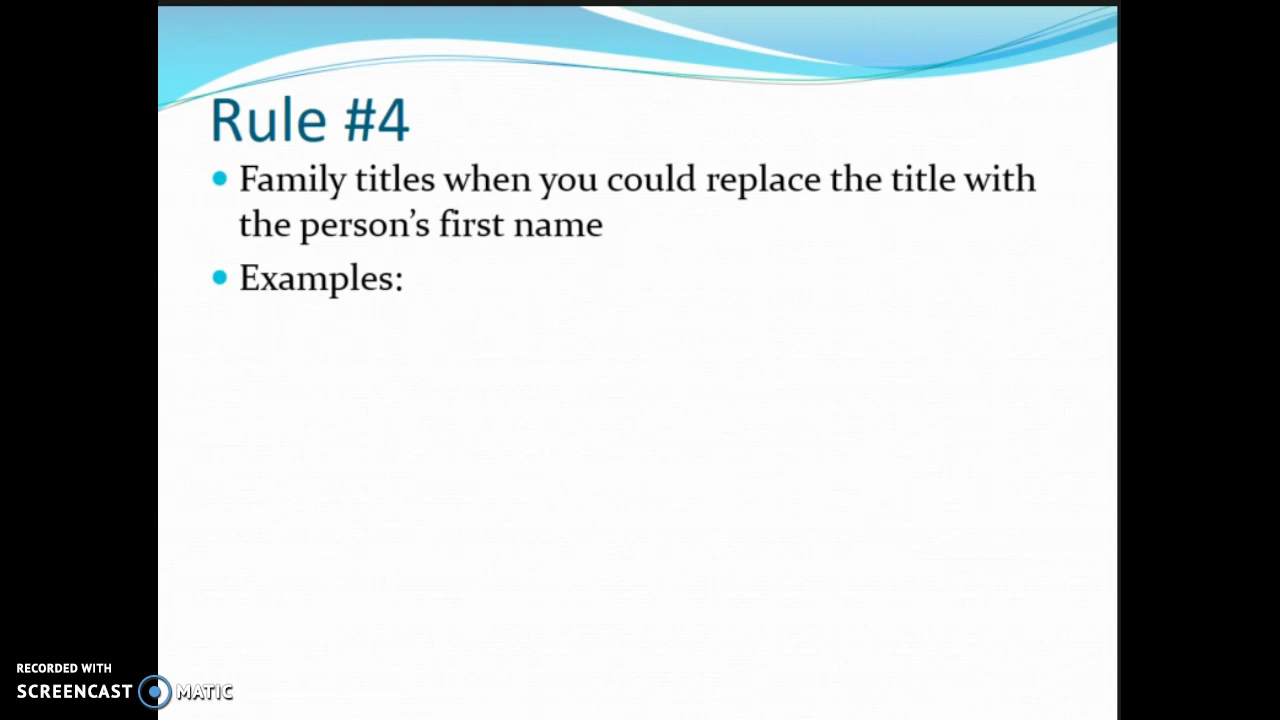 Rule #4
Family titles when you could replace the title with
the person’s first name
Examples:
RECORDED WITH
SCREENCAST MATIC